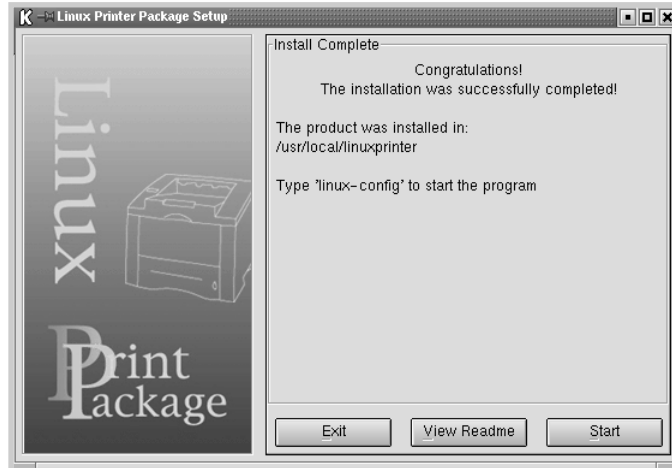 Linux Printer Package Setup
Linux
Print
Package
Install Complete
Congratulations!
The installation was successfully completed!
The product was installed in:
/usr/local/linuxprinter
Type 'linux-config' to start the program
Exit
View Readme
Start